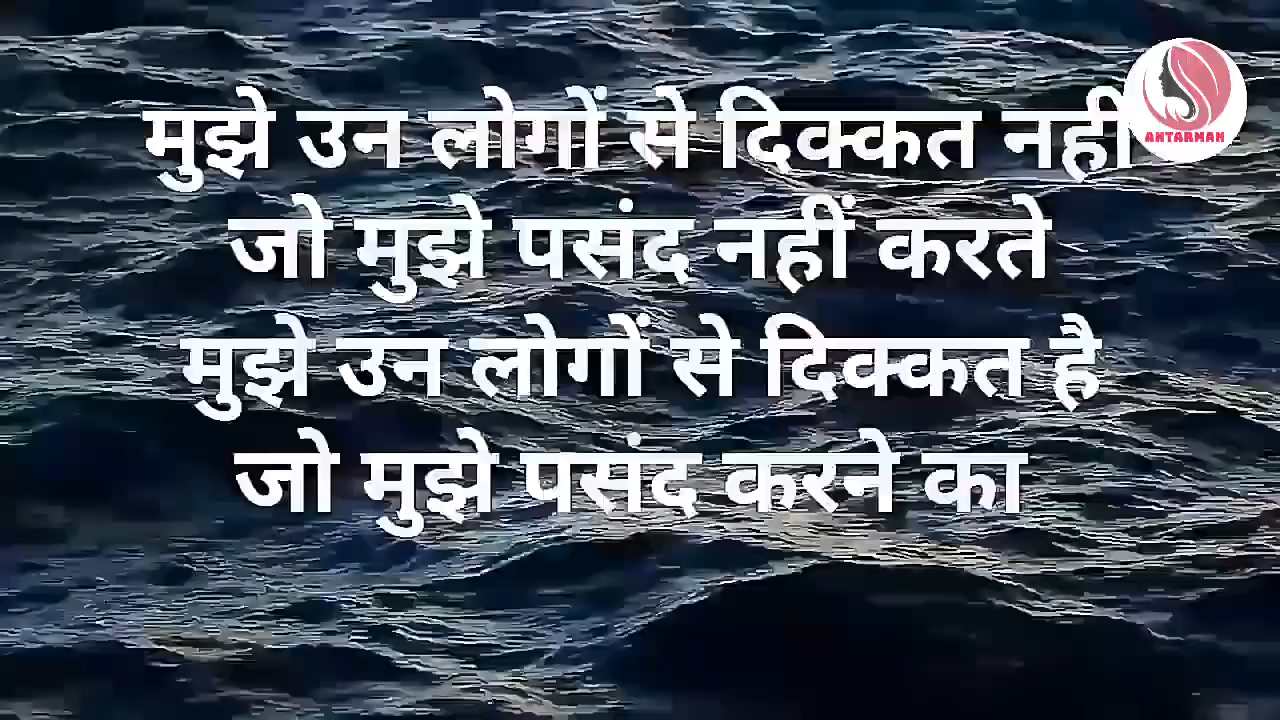 मुझे उन लोगों से दिक्कत नही
जो मुझे पसंद नहीं करते
मुझे उन लोगों से दिक्कत है
जो मुझे पसंद करने का
ANTARMAN